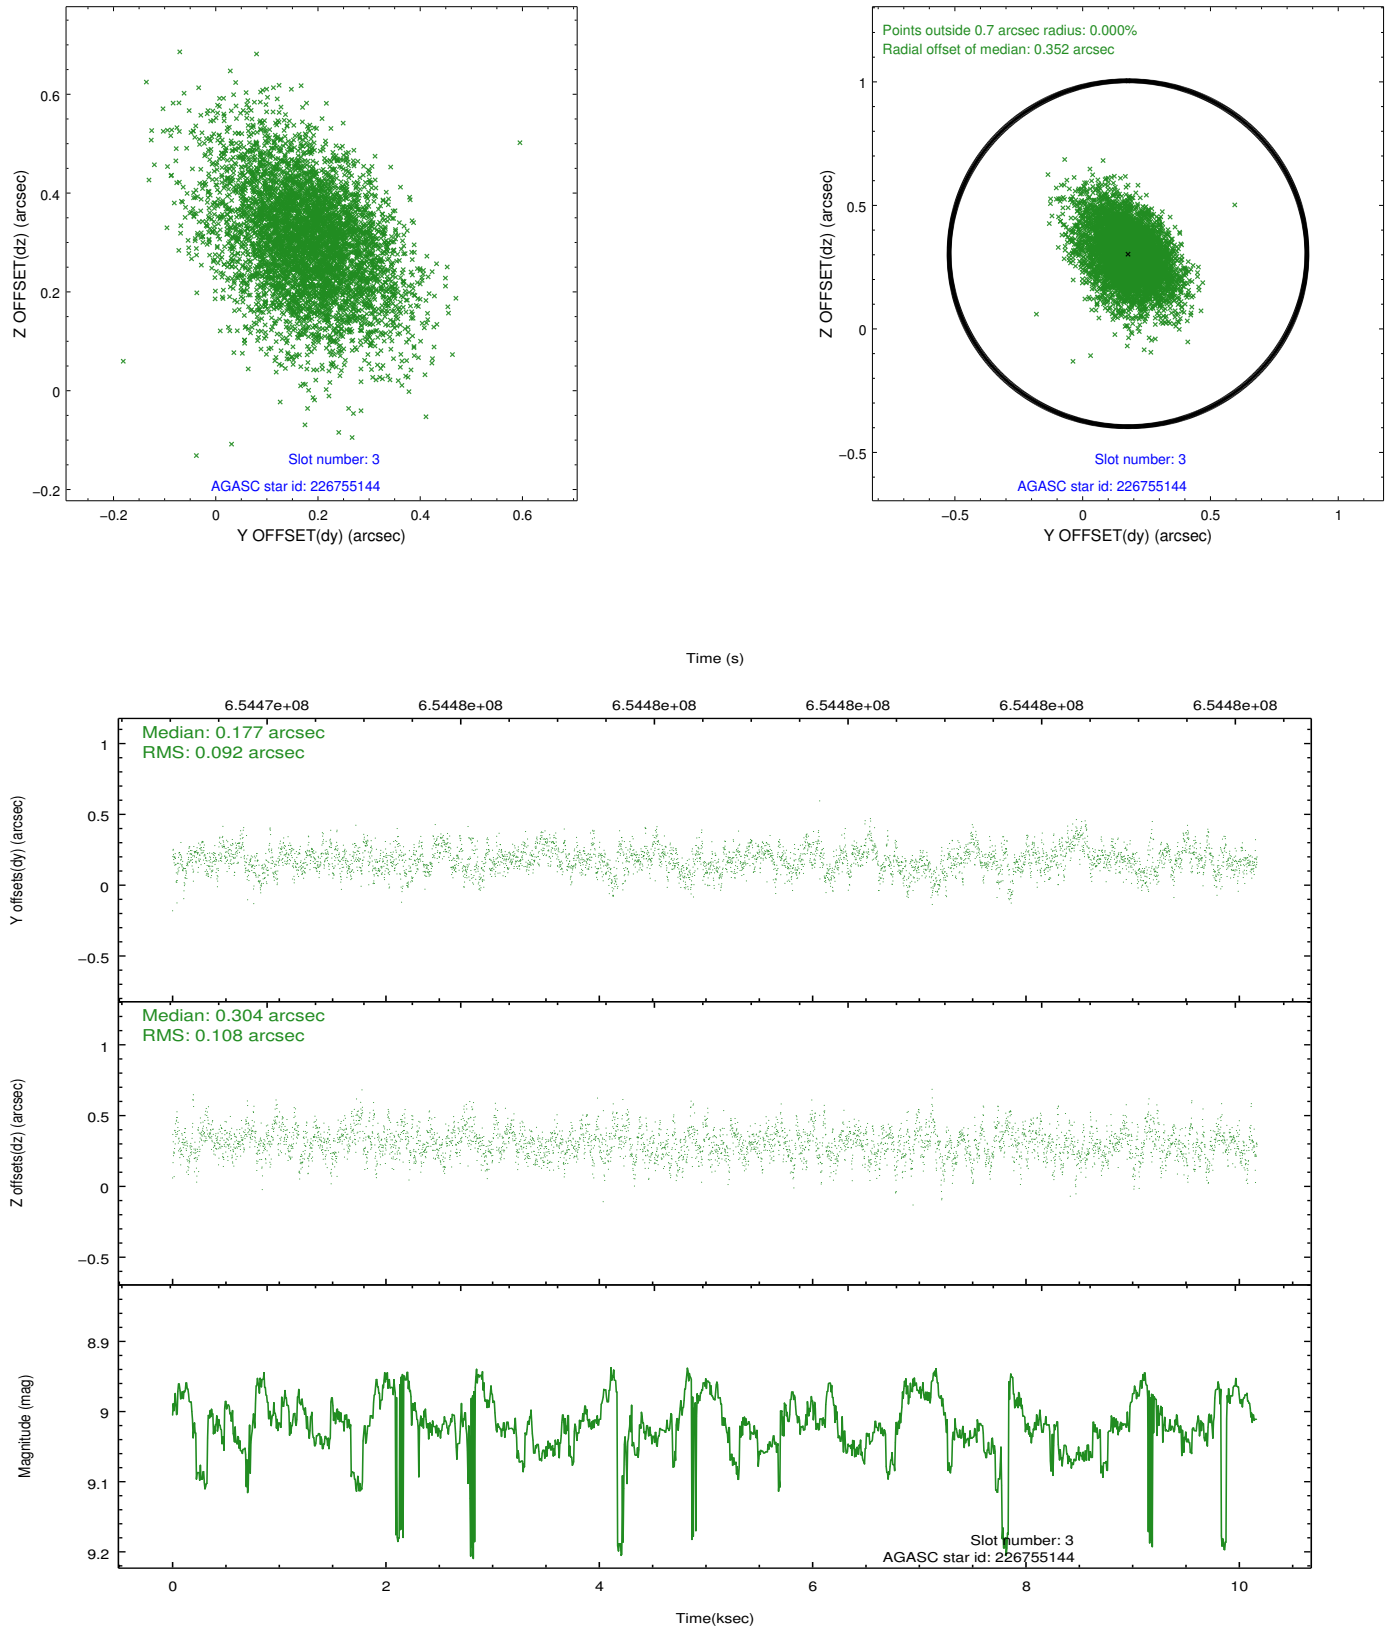 0.6
0.4
0.2
0
−0.2
−0.2
0
0.2
0.4
0.6
Z OFFSET(dz) (arcsec)
Y OFFSET(dy) (arcsec)
Slot number: 3
AGASC star id: 226755144
Points outside 0.7 arcsec radius: 0.000%
Radial offset of median: 0.352 arcsec
1
0.5
0
−0.5
−0.5
0
0.5
1
Z OFFSET(dz) (arcsec)
Y OFFSET(dy) (arcsec)
Slot number: 3
AGASC star id: 226755144
Time (s)
6.5447e+08
6.5448e+08
6.5448e+08
6.5448e+08
6.5448e+08
6.5448e+08
Median: 0.177 arcsec
RMS: 0.092 arcsec
1
0.5
0
−0.5
Y offsets(dy) (arcsec)
Median: 0.304 arcsec
RMS: 0.108 arcsec
1
0.5
0
−0.5
Z offsets(dz) (arcsec)
8.9
9
9.1
9.2
Magnitude (mag)
Slot number: 3
AGASC star id: 226755144
0
2
4
6
8
10
Time(ksec)